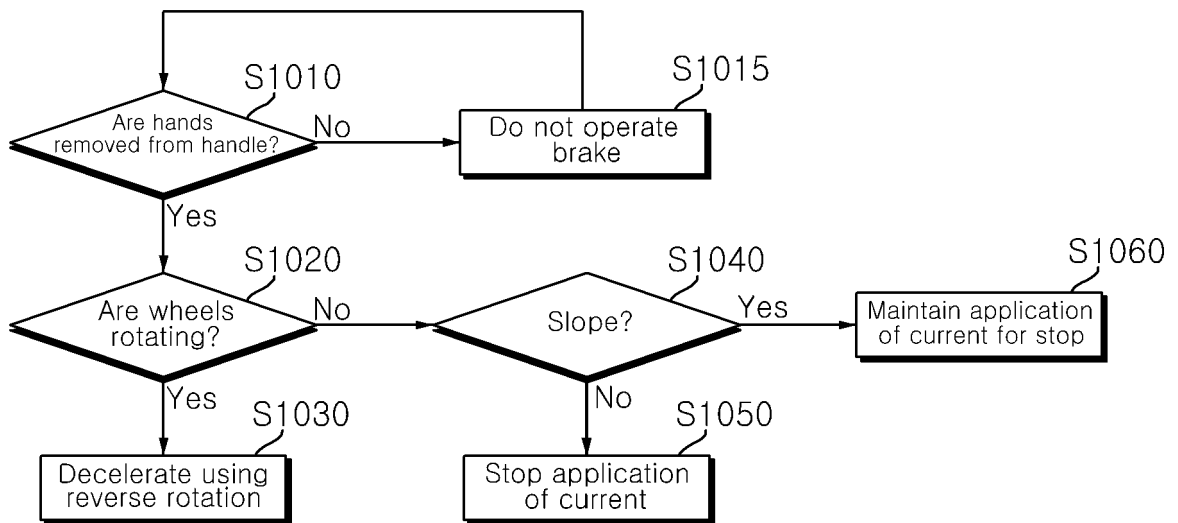 S1010
S1015
Are hands
removed from handle?
No
Do not operate
brake
Yes
S1020
S1040
S1060
Are wheels
rotating?
No
Slope?
Yes
Maintain application
of current for stop
Yes
No
S1030
S1050
Decelerate using
reverse rotation
Stop application
of current